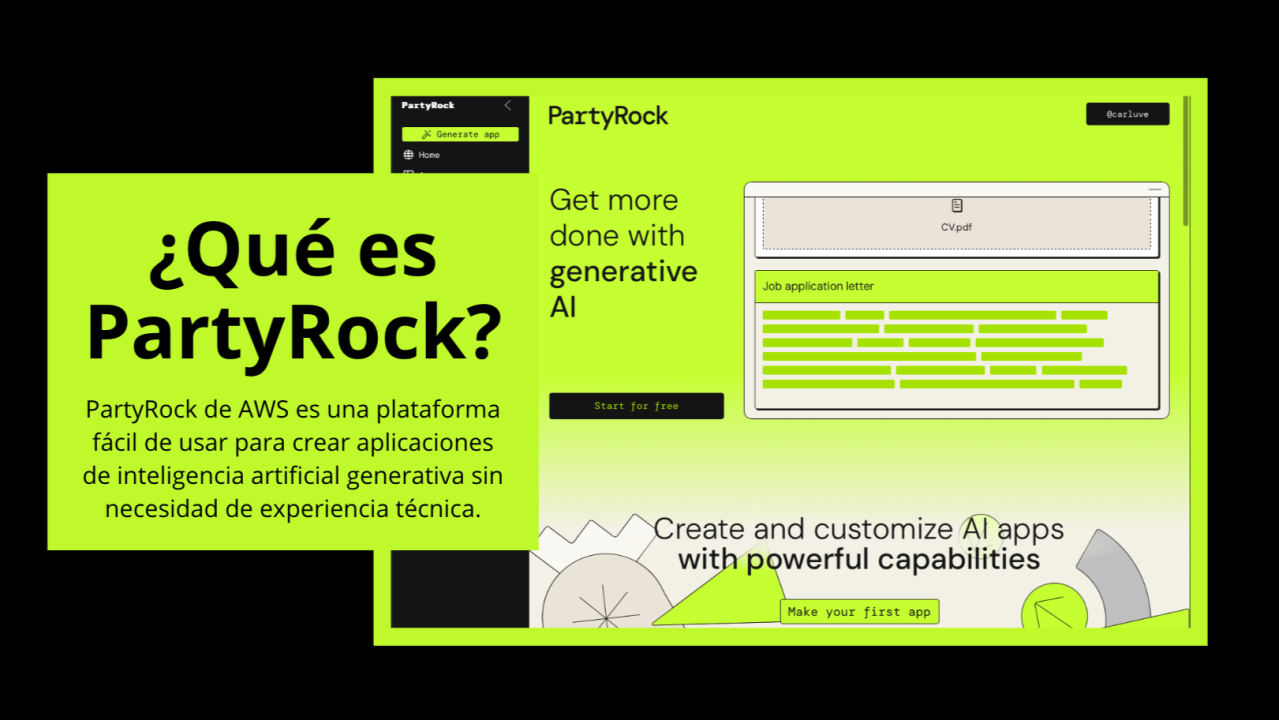 ¿Qué es
PartyRock?
PartyRock de AWS es una plataforma
fácil de usar para crear aplicaciones
de inteligencia artificial generativa sin
necesidad de experiencia técnica.
PartyRock
Generate app
Home
PartyRock
@carluve
Get more
done with
generative
AI
Start for free
CV.pdf
Job application letter
Create and customize AI apps
with powerful capabilities
Make your first app